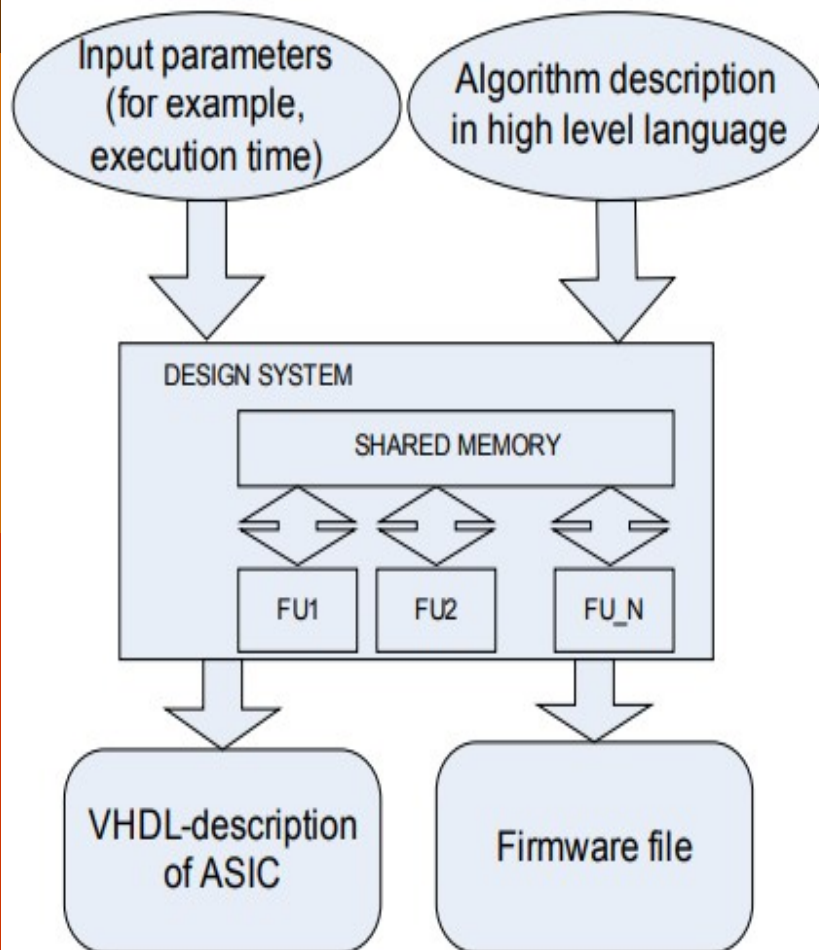 Input parameters
(for example,
execution time)
Algorithm description
in high level language
DESIGN SYSTEM
SHARED MEMORY
FU1
FU2
FU_N
VHDL-description
of ASIC
Firmware file